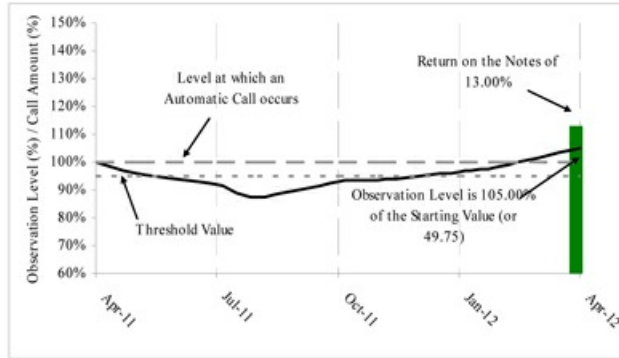 150%
140%
130%
120%
110%
100%
90%
80%
70%
60%
Observation Level (%) / Call Amount (%)
Level at which an
Automatic Call occurs
Return on the Notes of
13.00%
Threshold Value
Observation Level is 105.00%
of the Starting Value (or
49.75)
Apr-11
Jul-11
Oct-11
Jan-12
Apr-12